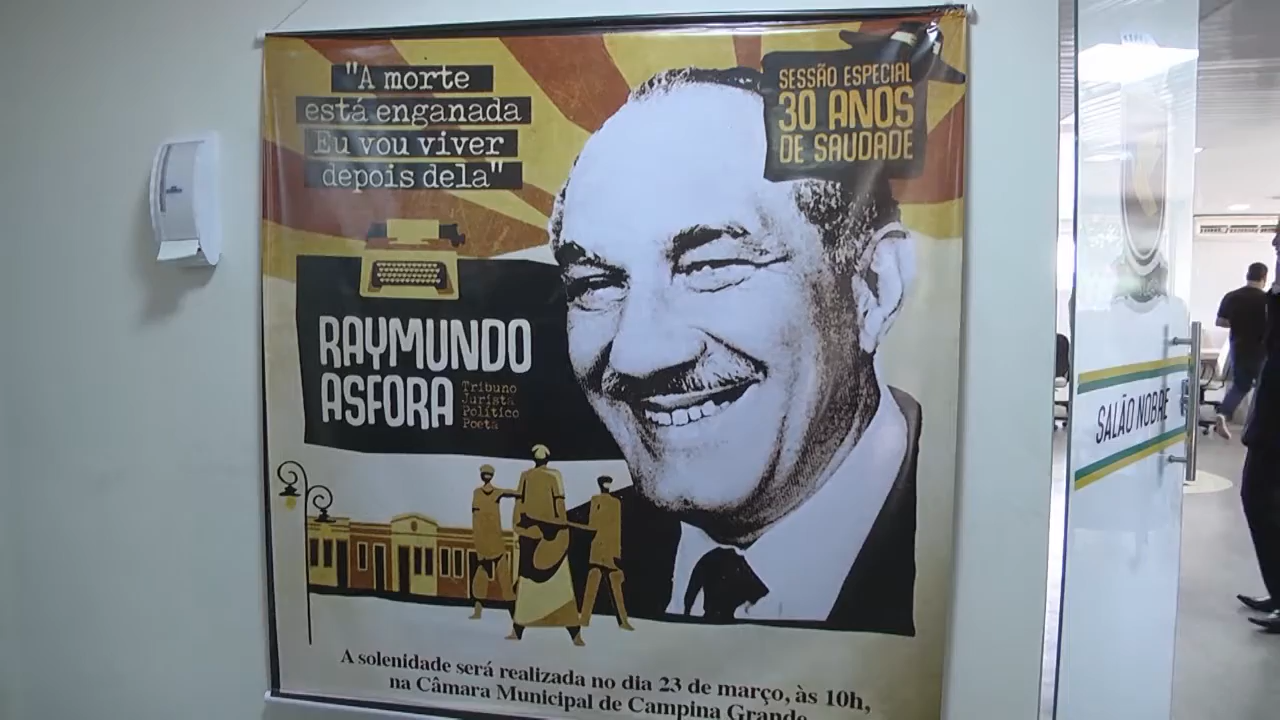 "A morte
está enganada
Eu vou viver
depois dela"
SESSÃO ESPECIAL
30 ANOS
DE SAUDADE
RAYMUNDO
ASFORA
Tribuno
Jurista
Político
Poeta
A solenidade será realizada no dia 23 de março, às 10h,
na Câmara Municipal de Campina Grande
SALÃO NOBRE